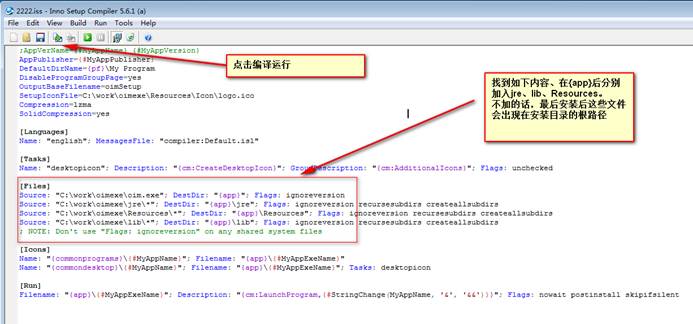 2222.iss - Inno Setup Compiler 5.6.1 (a)
File Edit View Build Run Tools Help
;AppVerName={#MyAppName} {#MyAppVersion}
AppPublisher={#MyAppPublisher}
DefaultDirName={pf}\My Program
DisableProgramGroupPage=yes
OutputBaseFilename=oimSetup
SetupIconFile=C:\work\oimexe\Resources\Icon\logo.ico
Compression=lzma
SolidCompression=yes
点击编译运行
找到如下内容、在{app}后分别
加入jre、lib、Resources。
不加的话，最后安装后这些文件
会出现在安装目录的根路径
[Languages]
Name: "english"; MessagesFile: "compiler:Default.isl"
[Tasks]
Name: "desktopicon"; Description: "{cm:CreateDesktopIcon}"; GroupDescription: "{cm:AdditionalIcons}"; Flags: unchecked
[Files]
Source: "C:\work\oimexe\oim.exe"; DestDir: "{app}"; Flags: ignoreversion
Source: "C:\work\oimexe\jre\*"; DestDir: "{app}\jre"; Flags: ignoreversion recursesubdirs createallsubdirs
Source: "C:\work\oimexe\Resources\*"; DestDir: "{app}\Resources"; Flags: ignoreversion recursesubdirs createallsubdirs
Source: "C:\work\oimexe\lib\*"; DestDir: "{app}\lib"; Flags: ignoreversion recursesubdirs createallsubdirs
; NOTE: Don't use "Flags: ignoreversion" on any shared system files
[Icons]
Name: "{commonprograms}\{#MyAppName}"; Filename: "{app}\{#MyAppExeName}"
Name: "{commondesktop}\{#MyAppName}"; Filename: "{app}\{#MyAppExeName}"; Tasks: desktopicon
[Run]
Filename: "{app}\{#MyAppExeName}"; Description: "{cm:LaunchProgram,{#StringChange(MyAppName, '&', '&&')}}"; Flags: nowait postinstall skipifsilent